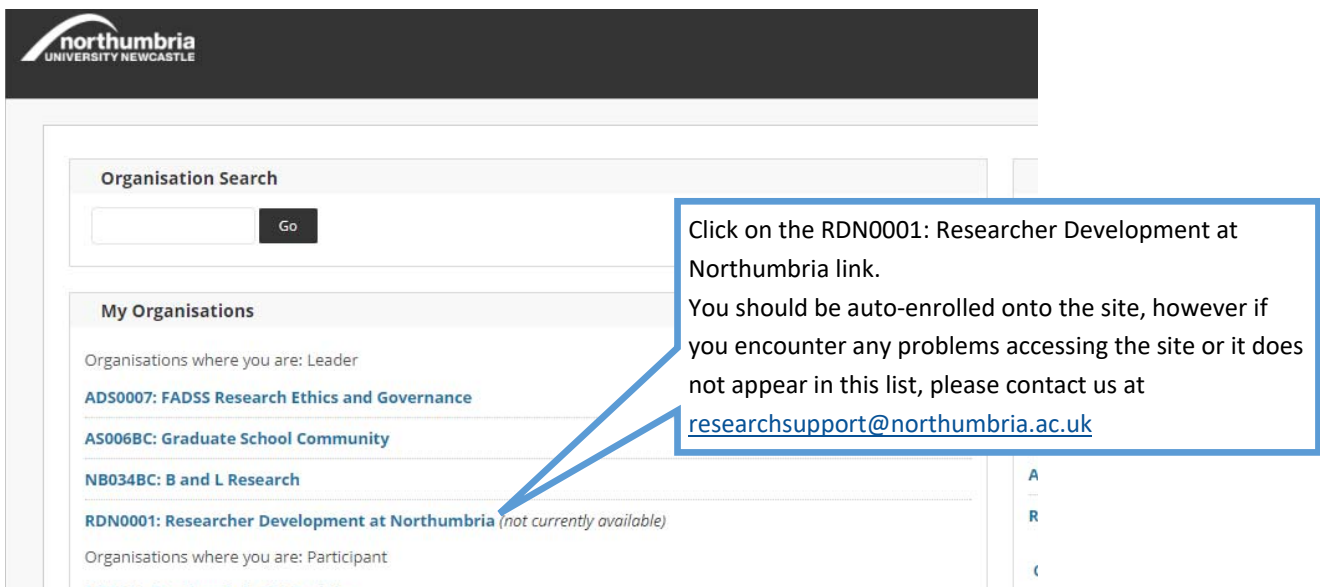 northumbria
UNIVERSITY NEWCASTLE
Organisation Search
Go
Click on the RDN0001: Researcher Development at
Northumbria link.
You should be auto-enrolled onto the site, however if
you encounter any problems accessing the site or it does
not appear in this list, please contact us at
researchsupport@northumbria.ac.uk
My Organisations
Organisations where you are: Leader
ADS0007: FADSS Research Ethics and Governance
AS006BC: Graduate School Community
NB034BC: B and L Research
A
RDN0001: Researcher Development at Northumbria (not currently available)
R
Organisations where you are: Participant